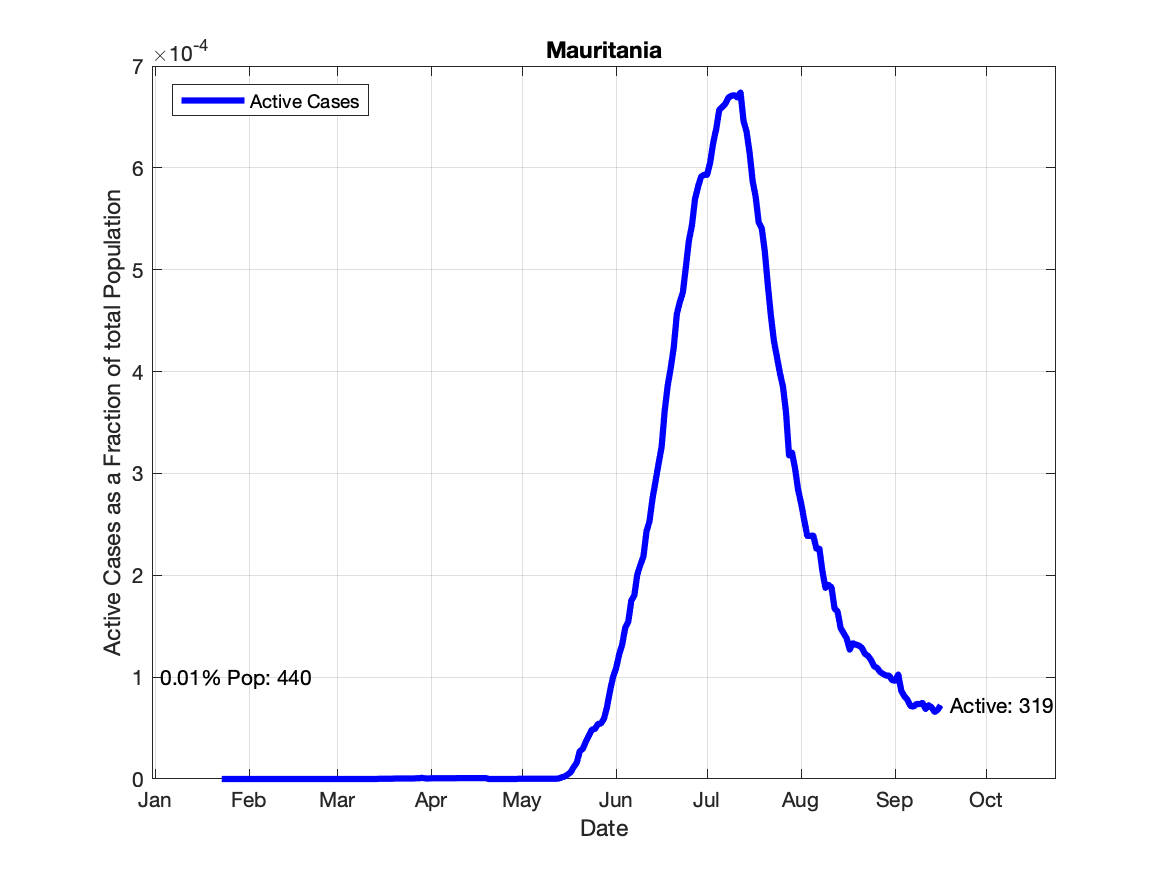 Mauritania
×10⁻⁴
7
6
5
4
3
2
1
0
Active Cases as a Fraction of total Population
Active Cases
0.01% Pop: 440
Active: 319
Jan Feb Mar Apr May Jun Jul Aug Sep Oct
Date